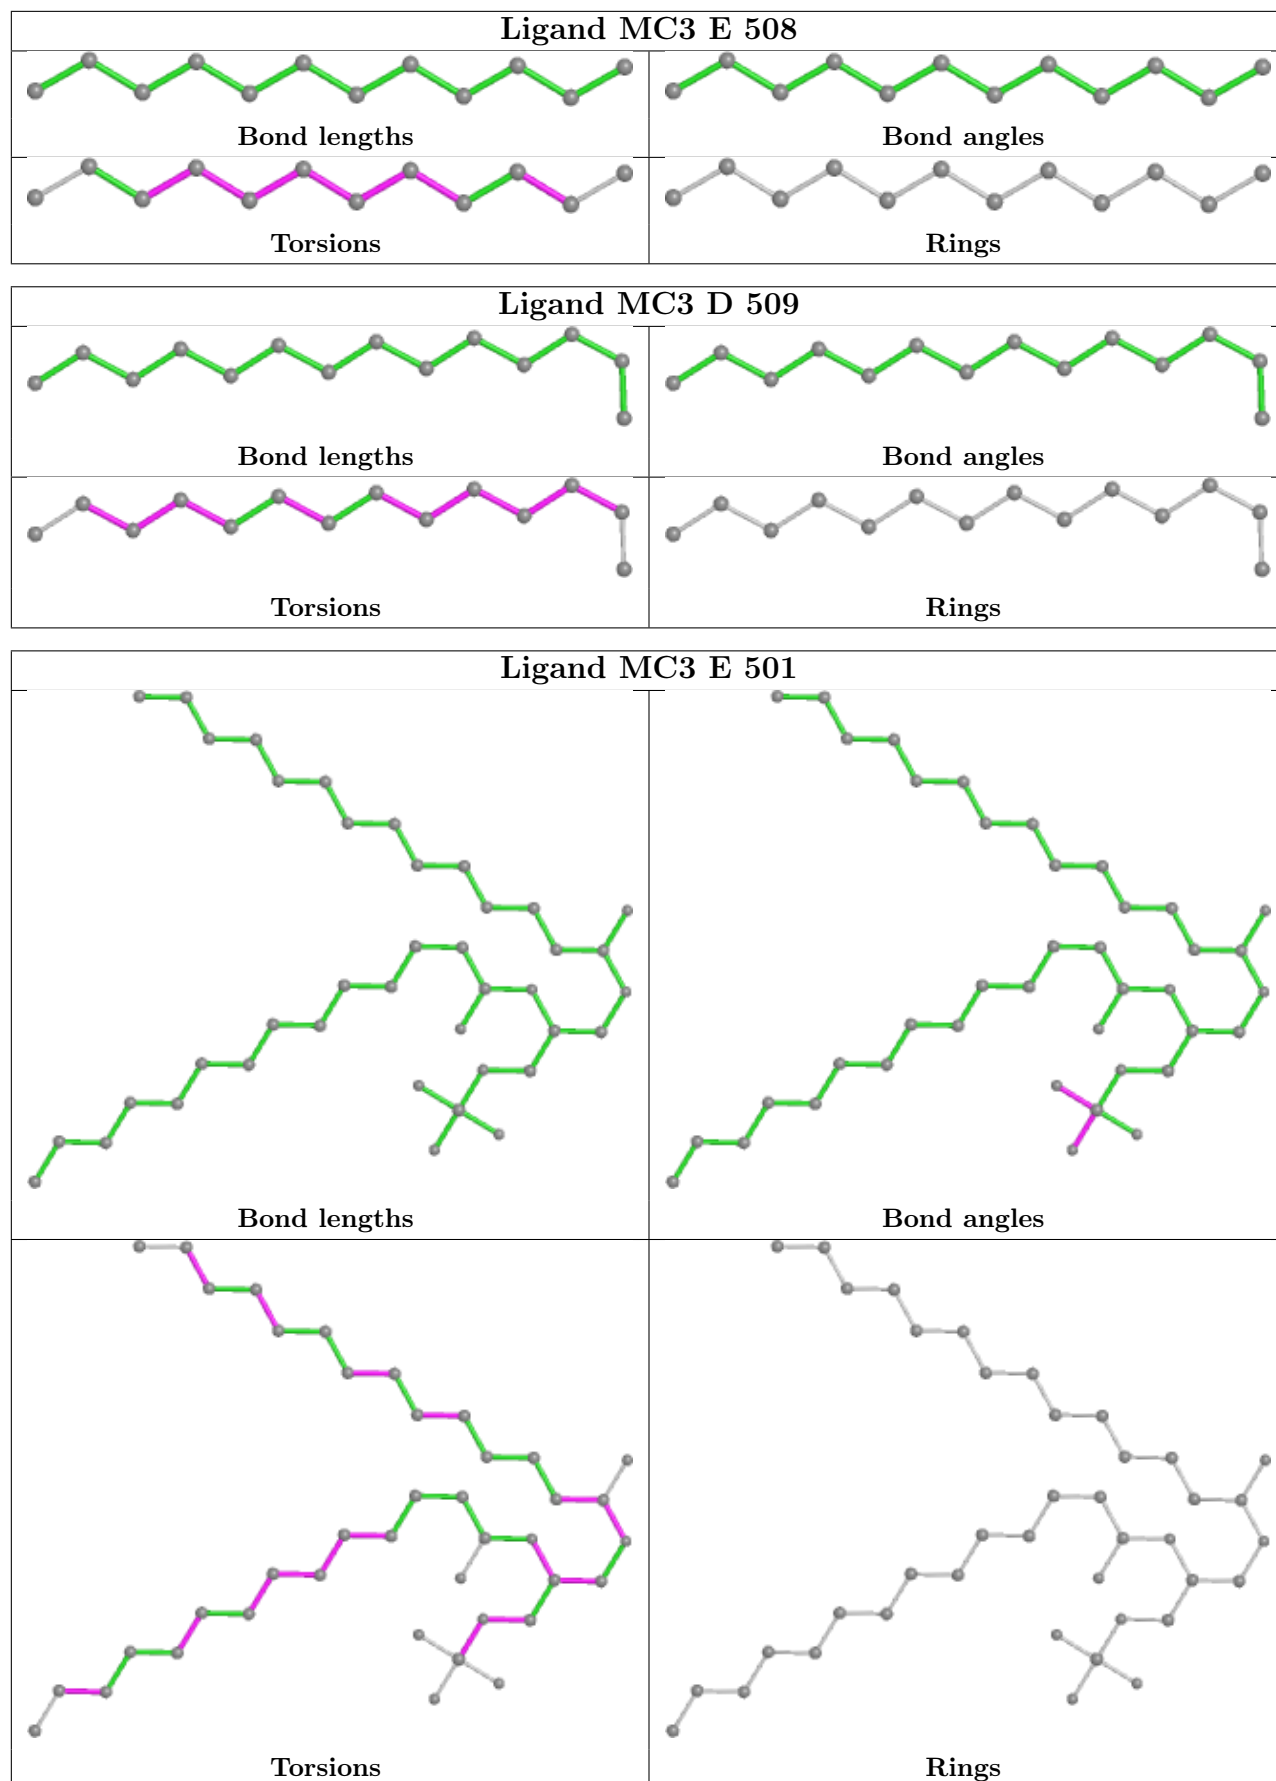 Ligand MC3 E 508
Bond lengths
Bond angles
Torsions
Rings
Ligand MC3 D 509
Bond lengths
Bond angles
Torsions
Rings
Ligand MC3 E 501
Bond lengths
Bond angles
Torsions
Rings